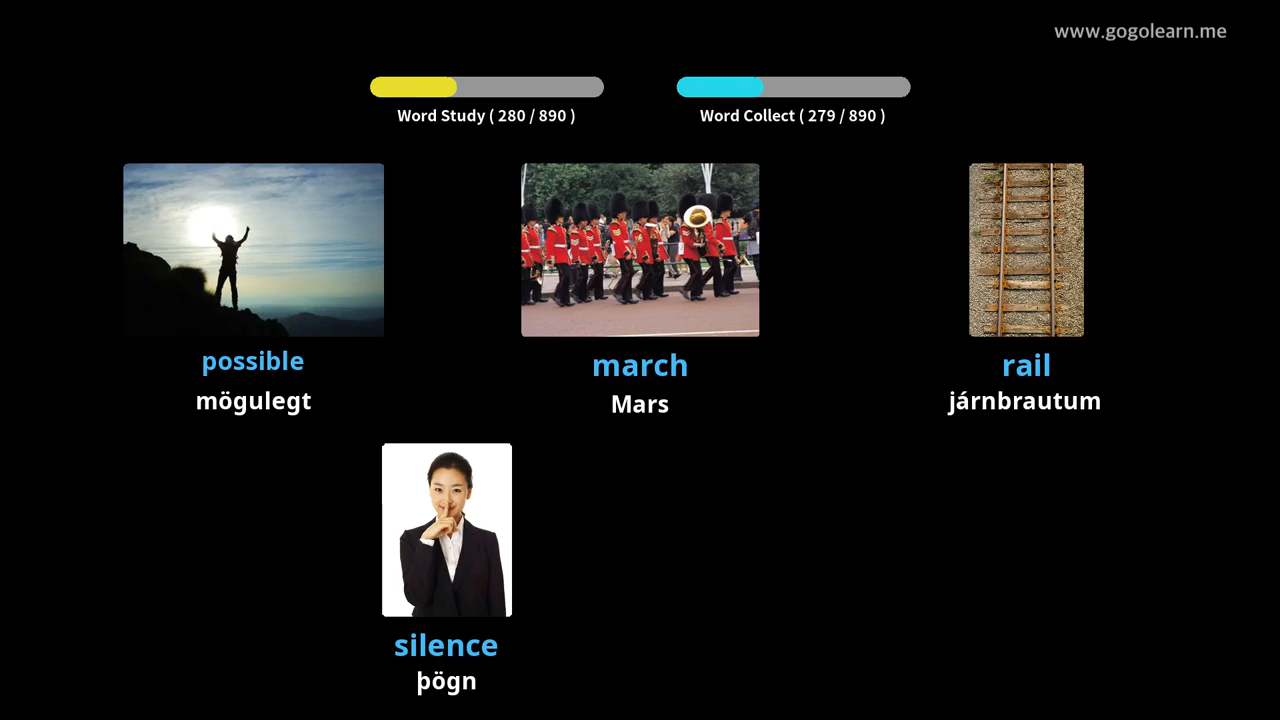 www.gogolearn.me
Word Study ( 280 / 890 )
Word Collect ( 279 / 890 )
possible
mögulegt
march
Mars
rail
járnbrautum
silence
þögn